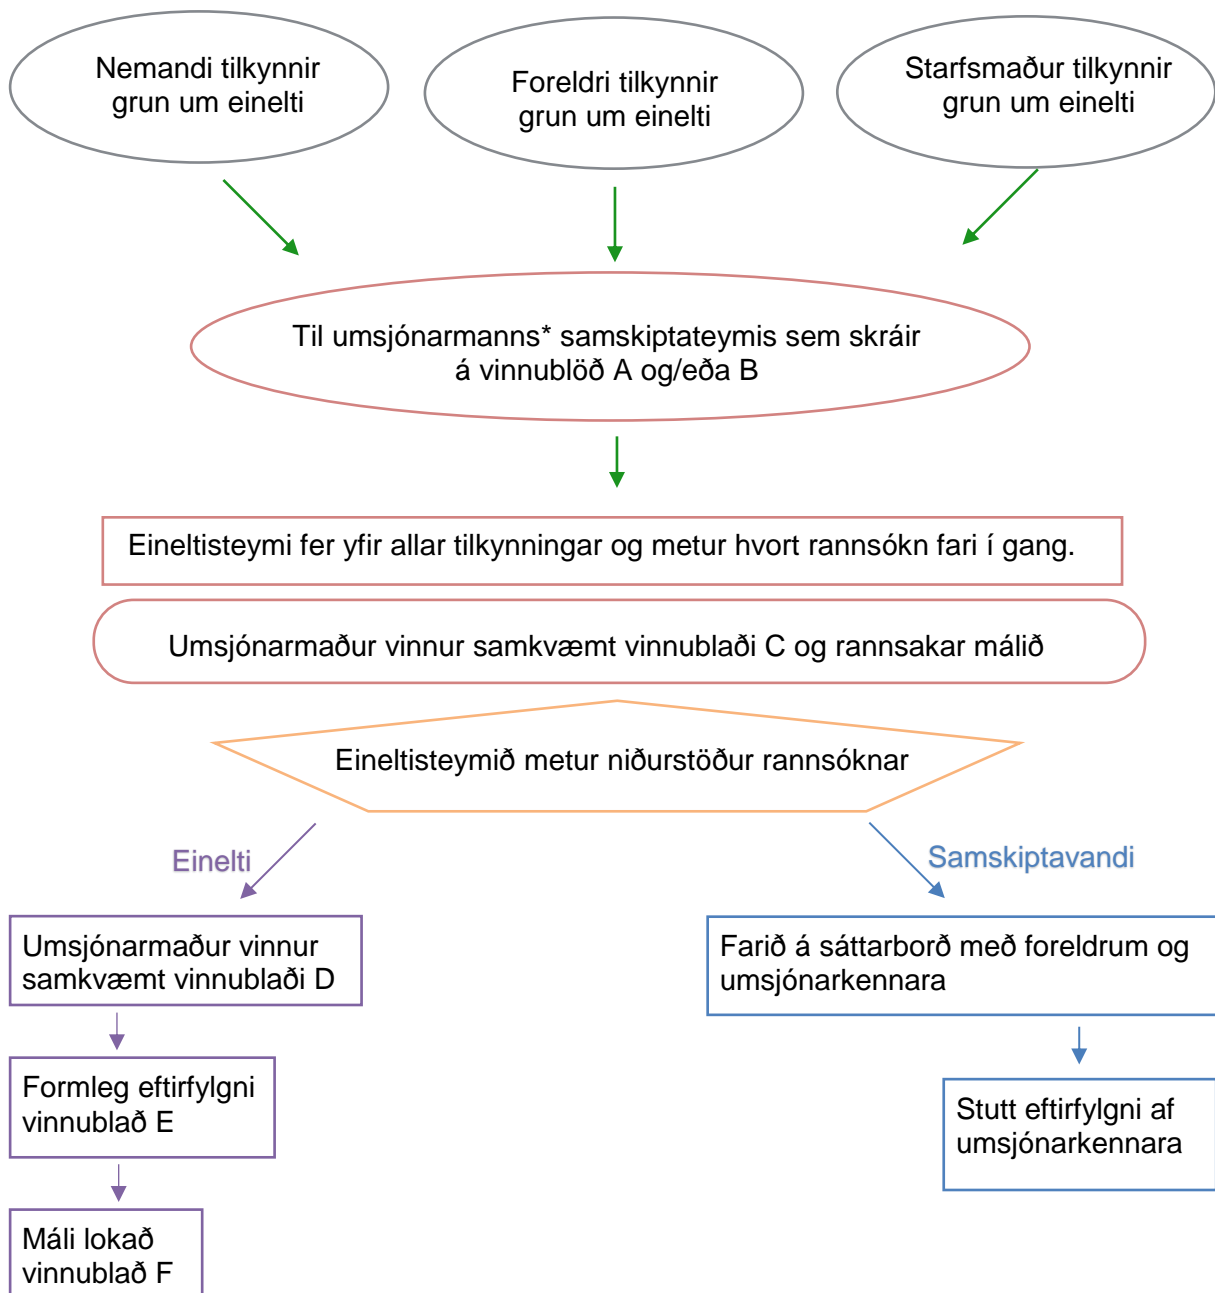 Nemandi tilkynnir
grun um einelti
Foreldri tilkynnir
grun um einelti
Starfsmaður tilkynnir
grun um einelti
Til umsjónarmanns* samskiptateymis sem skráir
á vinnublöð A og/eða B
Eineltisteymi fer yfir allar tilkynningar og metur hvort rannsókn fari í gang.
Umsjónarmaður vinnur samkvæmt vinnublaði C og rannsakar málið
Eineltisteymið metur niðurstöður rannsóknar
Einelti
Samskiptavandi
Umsjónarmaður vinnur
samkvæmt vinnublaði D
Farið á sáttarborð með foreldrum og
umsjónarkennara
Formleg eftirfylgni
vinnublað E
Stutt eftirfylgni af
umsjónarkennara
Máli lokað
vinnublað F